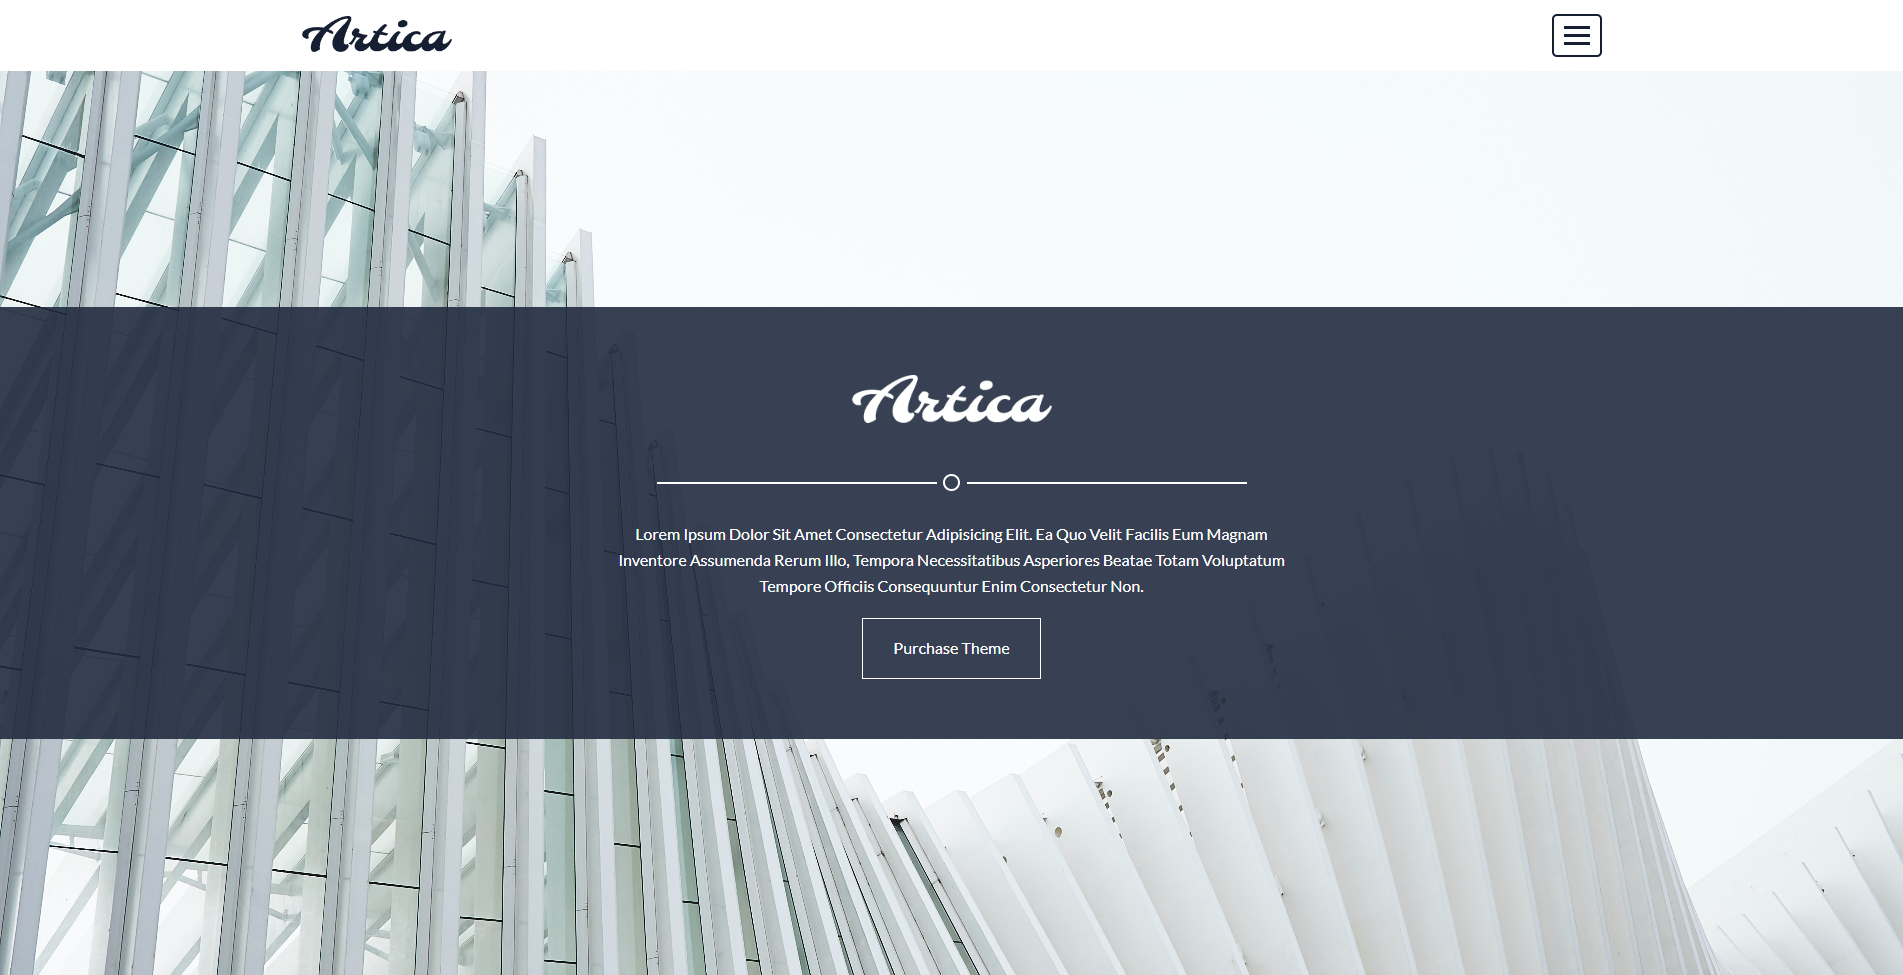 Artica
Artica
Lorem Ipsum Dolor Sit Amet Consectetur Adipisicing Elit. Ea Quo Velit Facilis Eum Magnam
Inventore Assumenda Rerum Illo, Tempora Necessitatibus Asperiores Beatae Totam Voluptatum
Tempore Officiis Consequuntur Enim Consectetur Non.
Purchase Theme